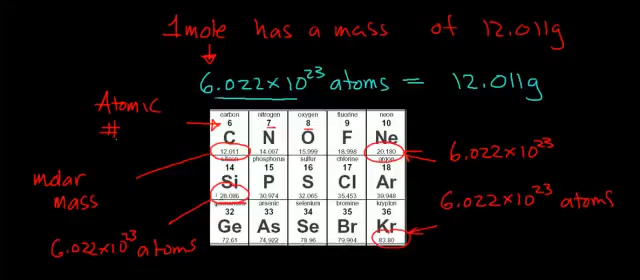 1 mole has a mass of 12.011g
6.022×10²³ atoms = 12.011g
Atomic
#
molar
mass
6.022×10²³ atoms
carbon nitrogen oxygen fluorine neon
6 7 8 9 10
C N O F Ne
12.011 14.007 15.999 18.998 20.180
silicon phosphorus sulfur chlorine argon
14 15 16 17 18
Si P S Cl Ar
28.086 30.974 32.065 35.453 39.948
arsenic selenium bromine krypton
32 33 34 35 36
Ge As Se Br Kr
72.61 74.922 78.96 79.904 83.80
6.022×10²³
6.022×10²³ atoms